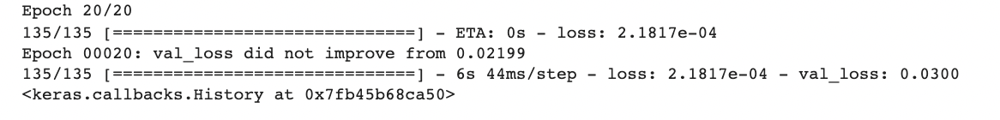 Epoch 20/20
135/135 [==============================] - ETA: 0s - loss: 2.1817e-04
Epoch 00020: val_loss did not improve from 0.02199
135/135 [==============================] - 6s 44ms/step - loss: 2.1817e-04 - val_loss: 0.0300
<keras.callbacks.History at 0x7fb45b68ca50>